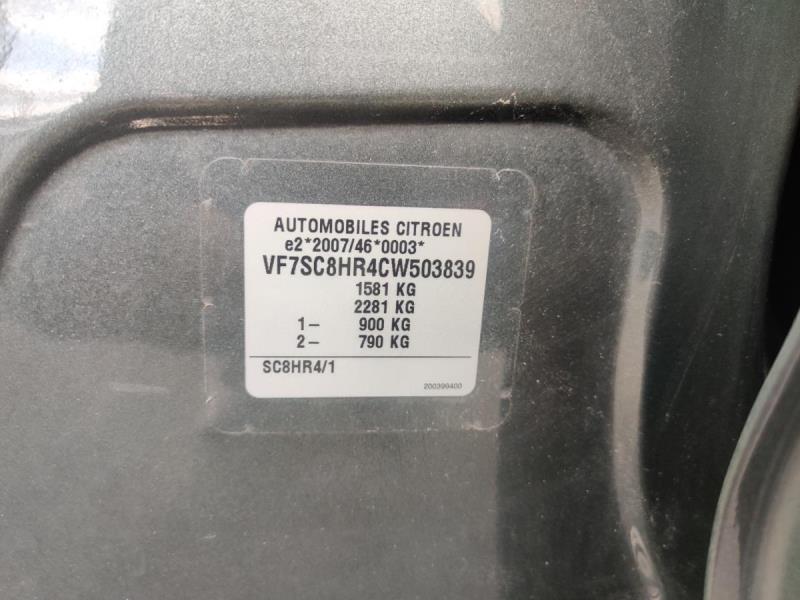 AUTOMOBILES CITROEN
e2*2007/46*0003*
VF7SC8HR4CW503839
1581 KG
2281 KG
1– 900 KG
2– 790 KG
SC8HR4/1
200399400